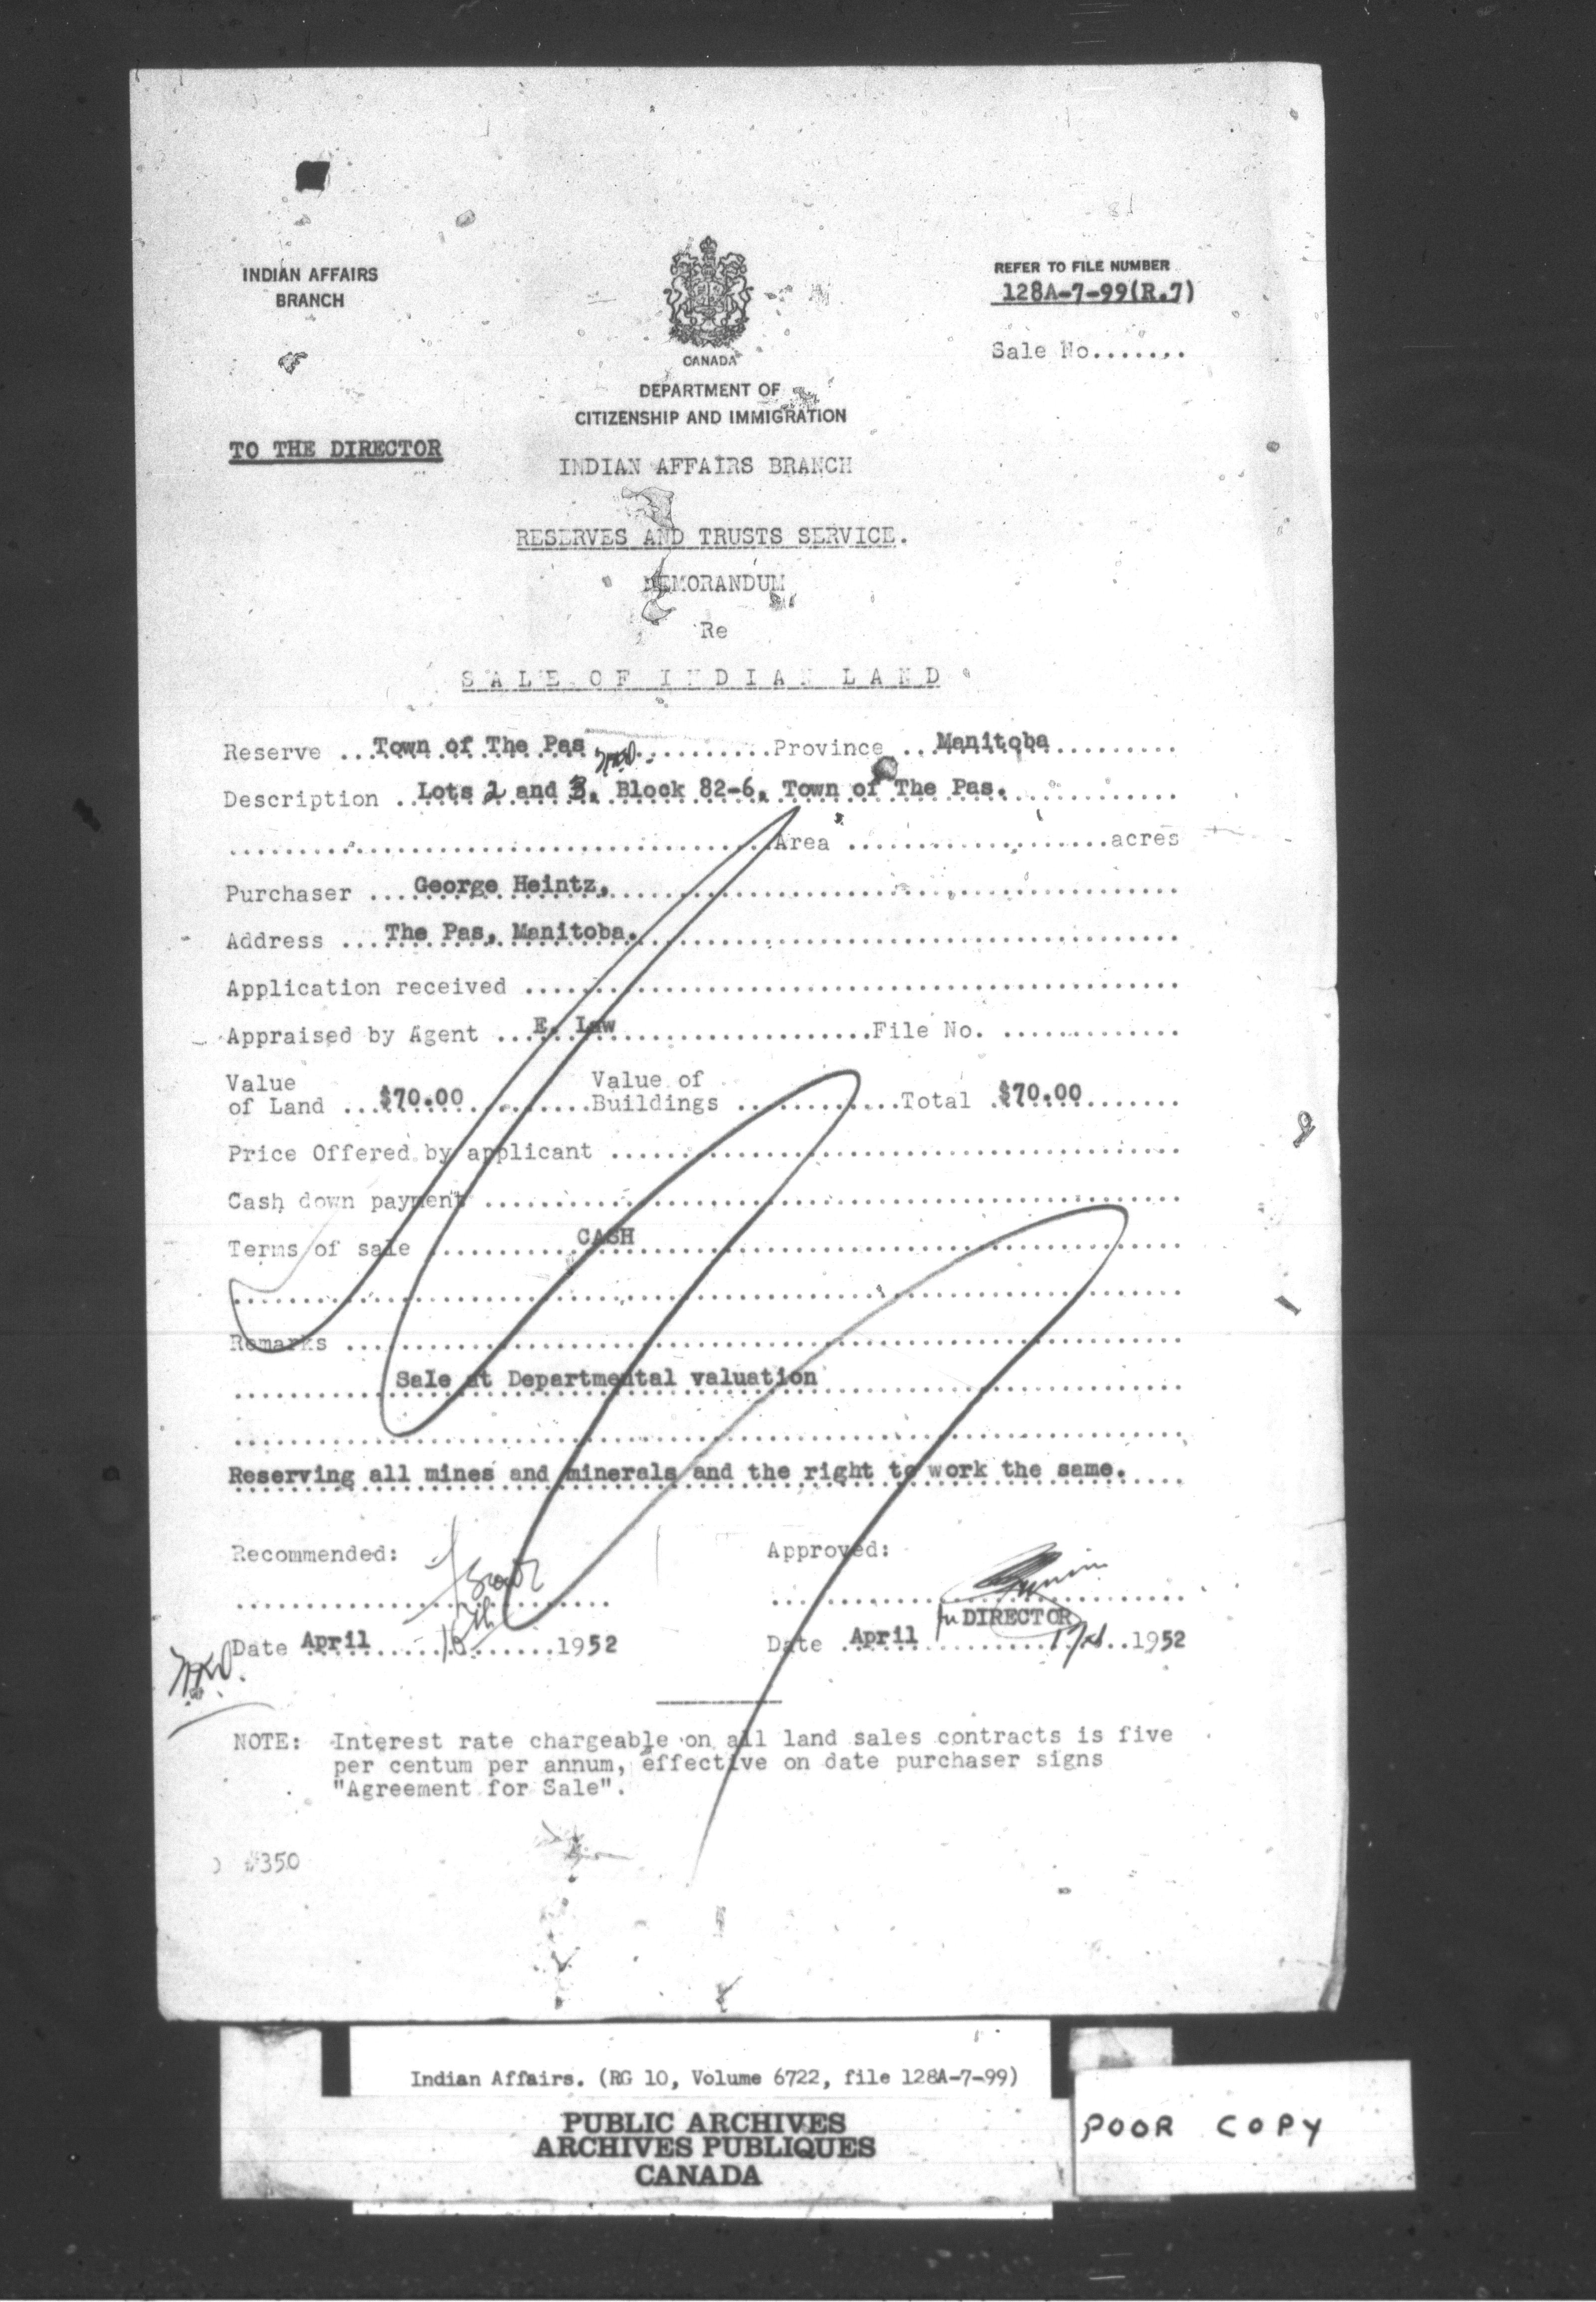 INDIAN AFFAIRS
BRANCH
REFER TO FILE NUMBER
128A-7-99(R.7)
Sale No.......
CANADA
DEPARTMENT OF
CITIZENSHIP AND IMMIGRATION
TO THE DIRECTOR
INDIAN AFFAIRS BRANCH
RESERVES AND TRUSTS SERVICE.
MEMORANDUM
Re
SALE OF INDIAN LAND
Reserve ...Town of The Pas.............Province ...Manitoba.........
Description ..Lots 2 and 3, Block 82-6, Town of The Pas.............
.......................................Area ...................acres
Purchaser ...George Heintz,.........................................
Address ...The Pas, Manitoba........................................
Application received ...............................................
Appraised by Agent ...E. Law...................File No. .............
Value
of Land ...$70.00.........
Value of
Buildings ............Total .$70.00.......
Price Offered by applicant .........................................
Cash down payment ..................................................
Terms of sale ...........CASH.......................................
....................................................................
Remarks ............................................................
............Sale at Departmental valuation..........................
....................................................................
Reserving all mines and minerals and the right to work the same.....
Recommended:
Approved:
DIRECTOR
Date April 16th 1952
Date April 17th 1952
NOTE: Interest rate chargeable on all land sales contracts is five
per centum per annum, effective on date purchaser signs
"Agreement for Sale".
#350
Indian Affairs. (RG 10, Volume 6722, file 128A-7-99)
PUBLIC ARCHIVES
ARCHIVES PUBLIQUES
CANADA
POOR COPY